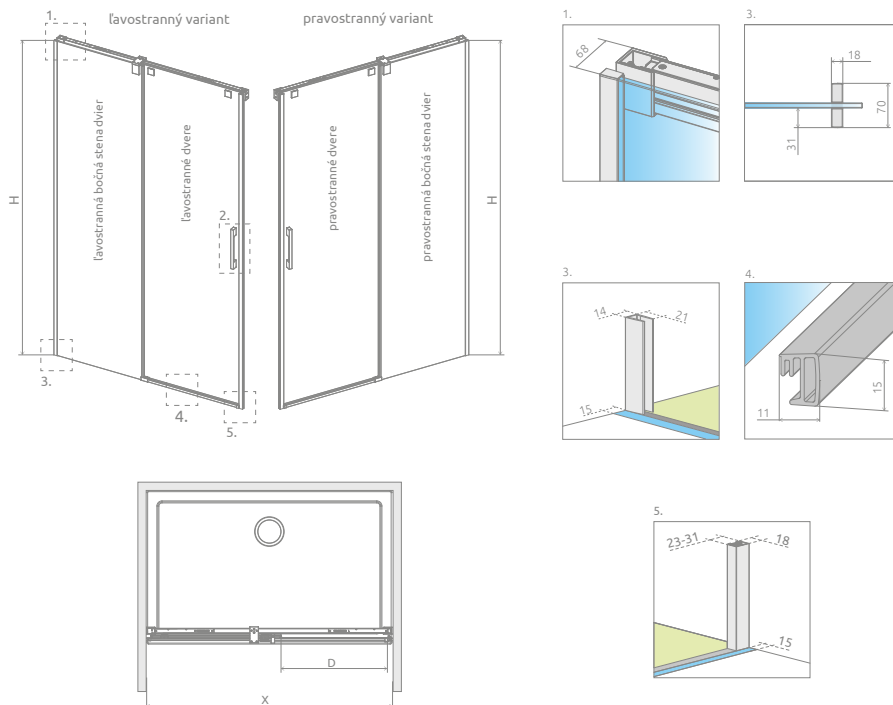 ľavostranný variant
pravostranný variant
1.
H
ľavostranná bočná stena dvier
ľavostranné dvere
2.
3.
4.
5.
pravostranné dvere
pravostranná bočná stena dvier
H
D
X
1.
68
3.
18
70
31
3.
14
21
15
4.
11
15
5.
23-31
18
15